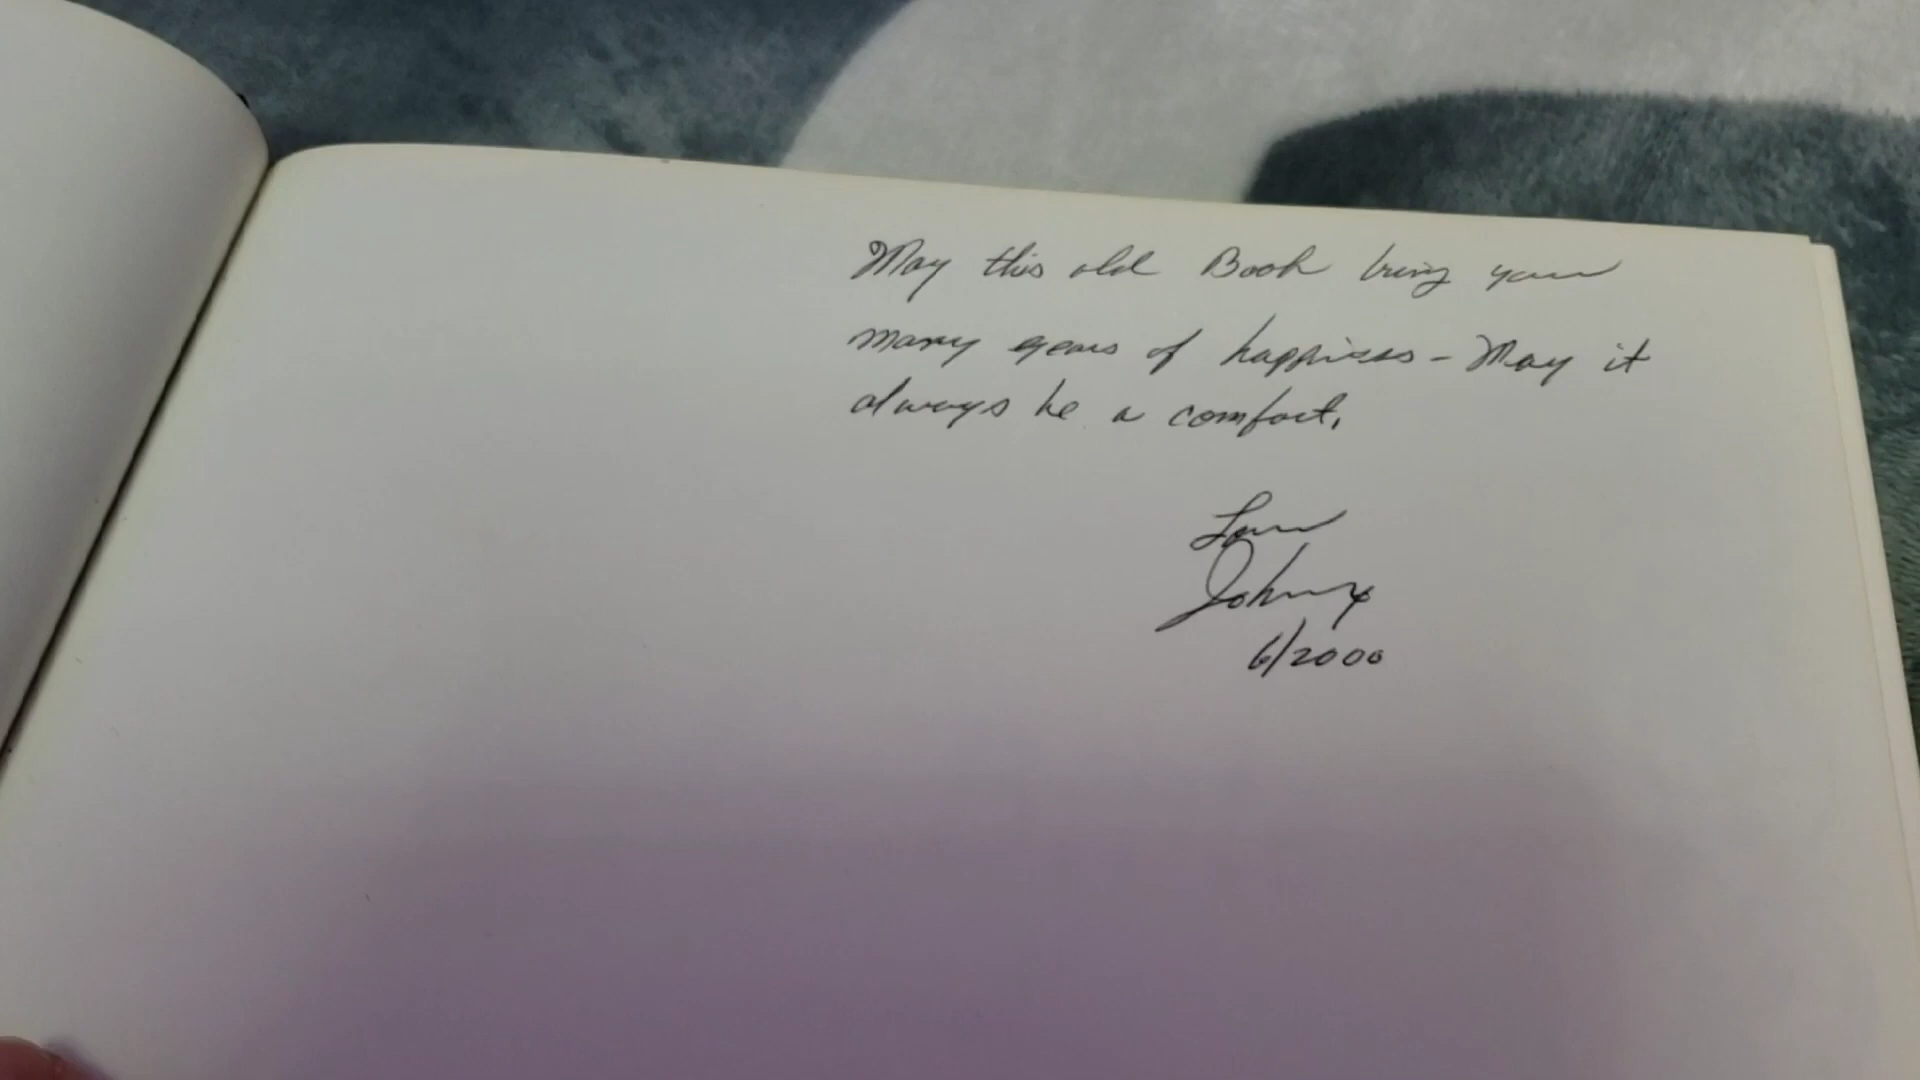 May this old Book bring you
many years of happiness - May it
always be a comfort.
Love
Johnny
6/2000